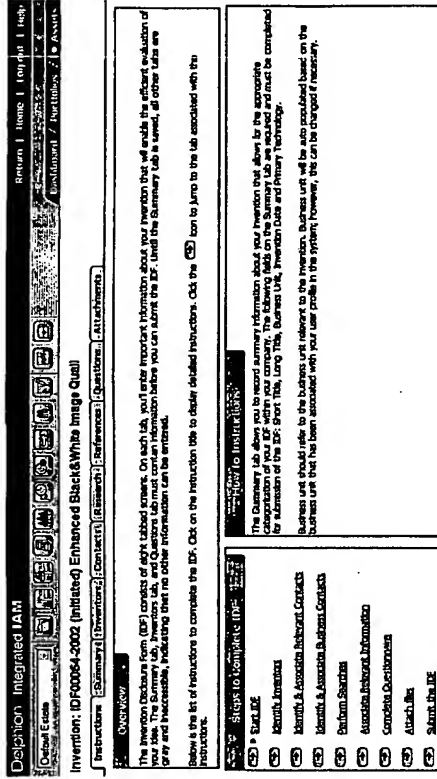 Delphion Integrated IAM
Return | Home | Logout | Help
Default Estate
Dashboard / Portfolios / Assets
Invention: IDF00054-2002 (Initiated) Enhanced Black&White Image Quali
Instructions Summary Inventors Contacts Research References Questions Attachments
Overview
The Invention Disclosure Form (IDF) consists of eight tabbed screens. On each tab, you'll enter important information about your invention that will enable the efficient evaluation of
your idea. The Summary tab, Inventors tab, and Questions tab must contain information before you can submit the IDF. Until the Summary tab is saved, all other tabs are
gray and inaccessible, indicating that no other information can be entered.
Below is the list of instructions to complete the IDF. Click on the instruction title to display detailed instructions. Click the icon to jump to the tab associated with the
instructions.
Steps to Complete IDF
Start IDF
Identify Inventors
Identify & Associate Relevant Contacts
Identify & Associate Business Contacts
Perform Searches
Associate Relevant Information
Complete Questionnaire
Attach files
Submit the IDF
How To Instructions
The Summary tab allows you to record summary information about your invention that allows for the appropriate
categorization of your IDF within your company. The following fields on the Summary tab are required and must be completed
for submission of the IDF: Short Title, Long Title, Business Unit, Invention Date and Primary Technology.
Business unit should refer to the business unit relevant to the invention. Business unit will be auto populated based on the
business unit that has been associated with your user profile in the system; however, this can be changed if necessary.